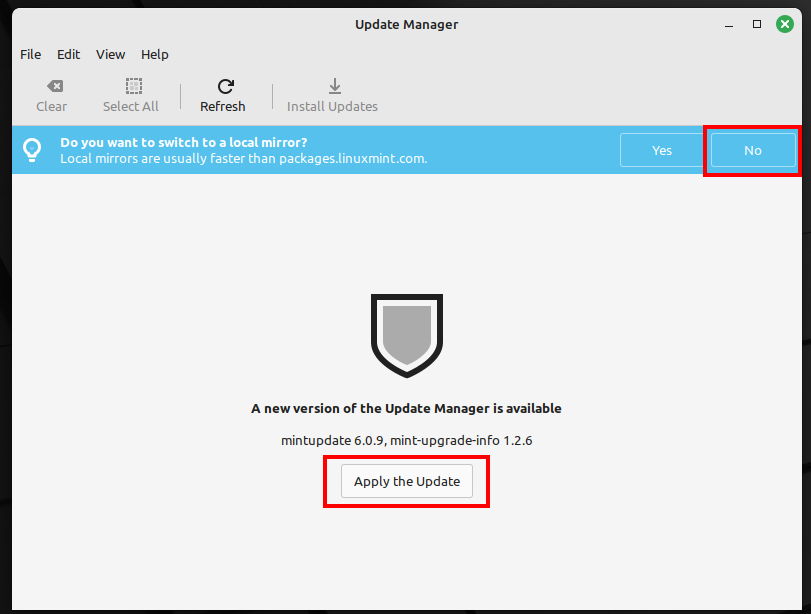 Update Manager
File Edit View Help
Clear Select All Refresh Install Updates
Do you want to switch to a local mirror?
Local mirrors are usually faster than packages.linuxmint.com.
Yes No
A new version of the Update Manager is available
mintupdate 6.0.9, mint-upgrade-info 1.2.6
Apply the Update